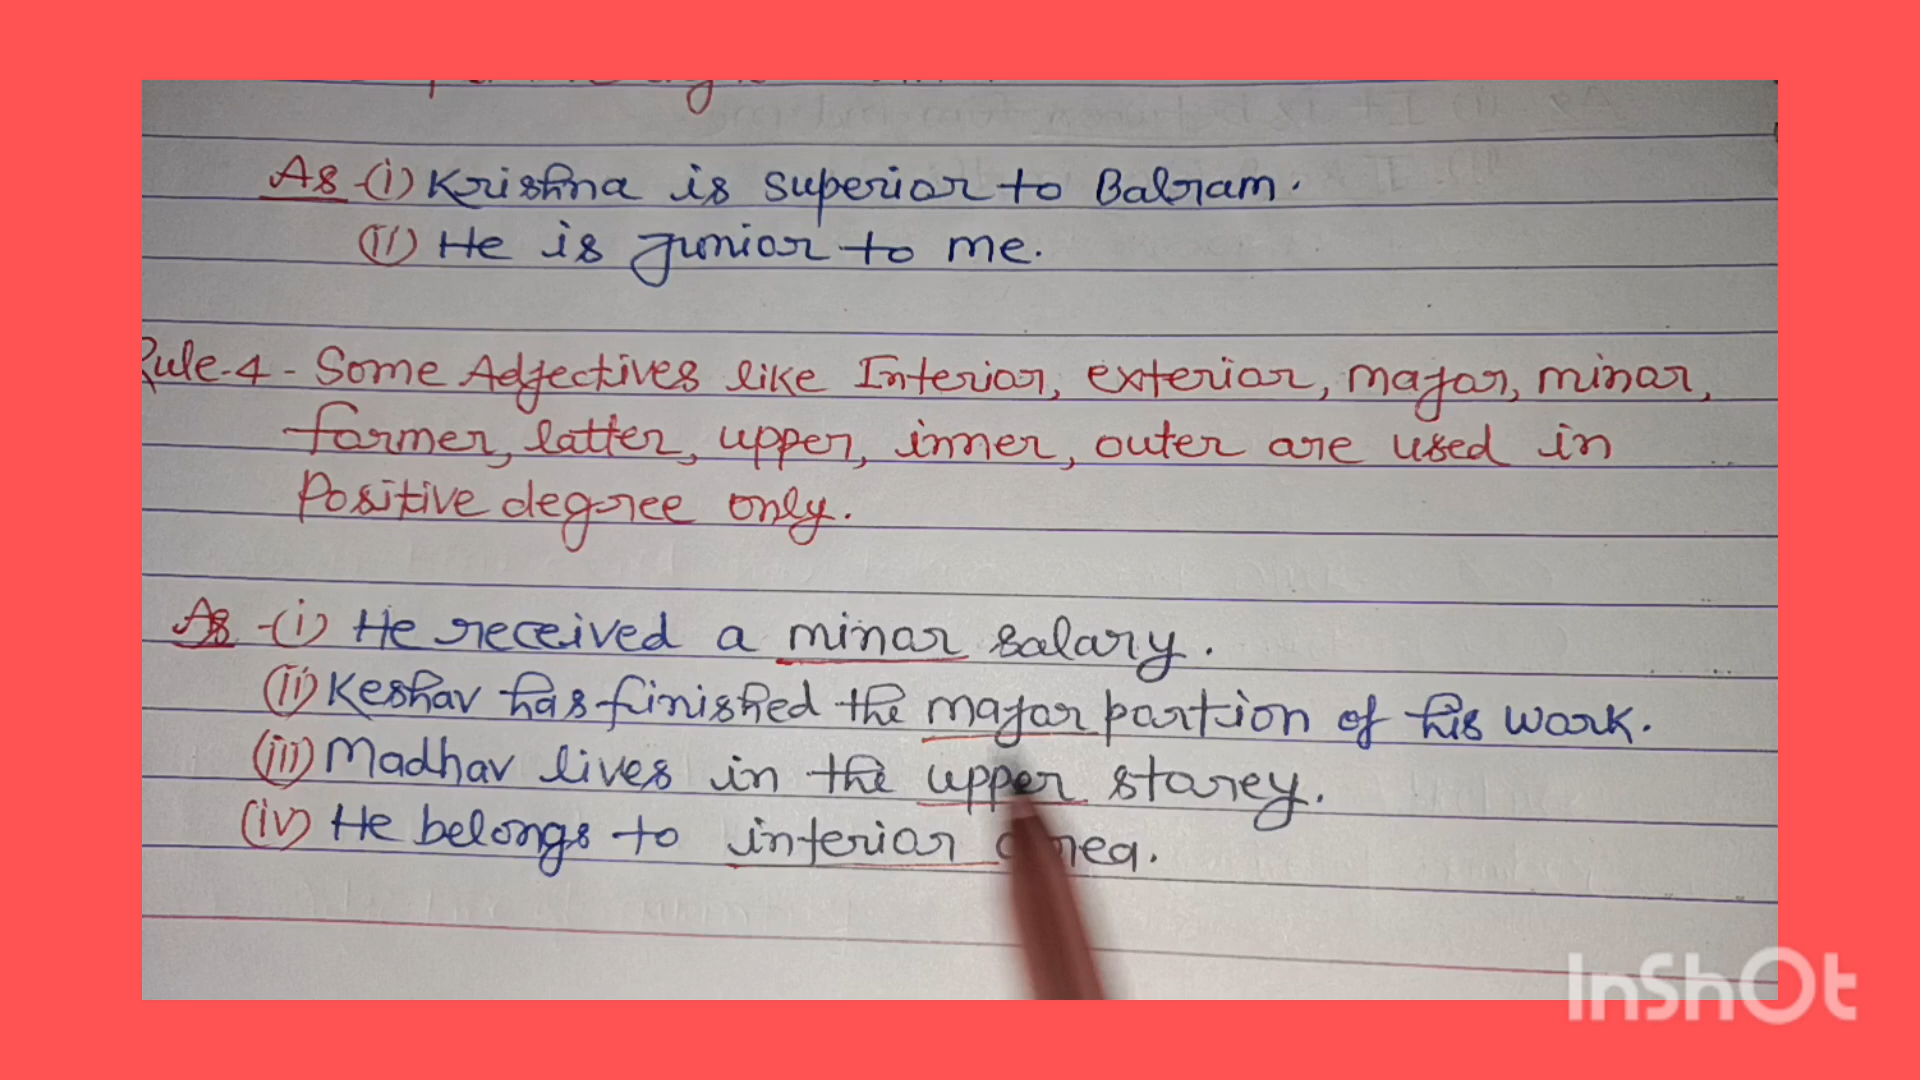 As -(i) Krishna is superior to Balram.
(ii) He is junior to me.
Rule-4 - Some Adjectives like Interior, exterior, major, minor,
former, latter, upper, inner, outer are used in
Positive degree only.
As -(i) He received a minor salary.
(ii) Keshav has finished the major portion of his work.
(iii) Madhav lives in the upper storey.
(iv) He belongs to interior area.
InShOt